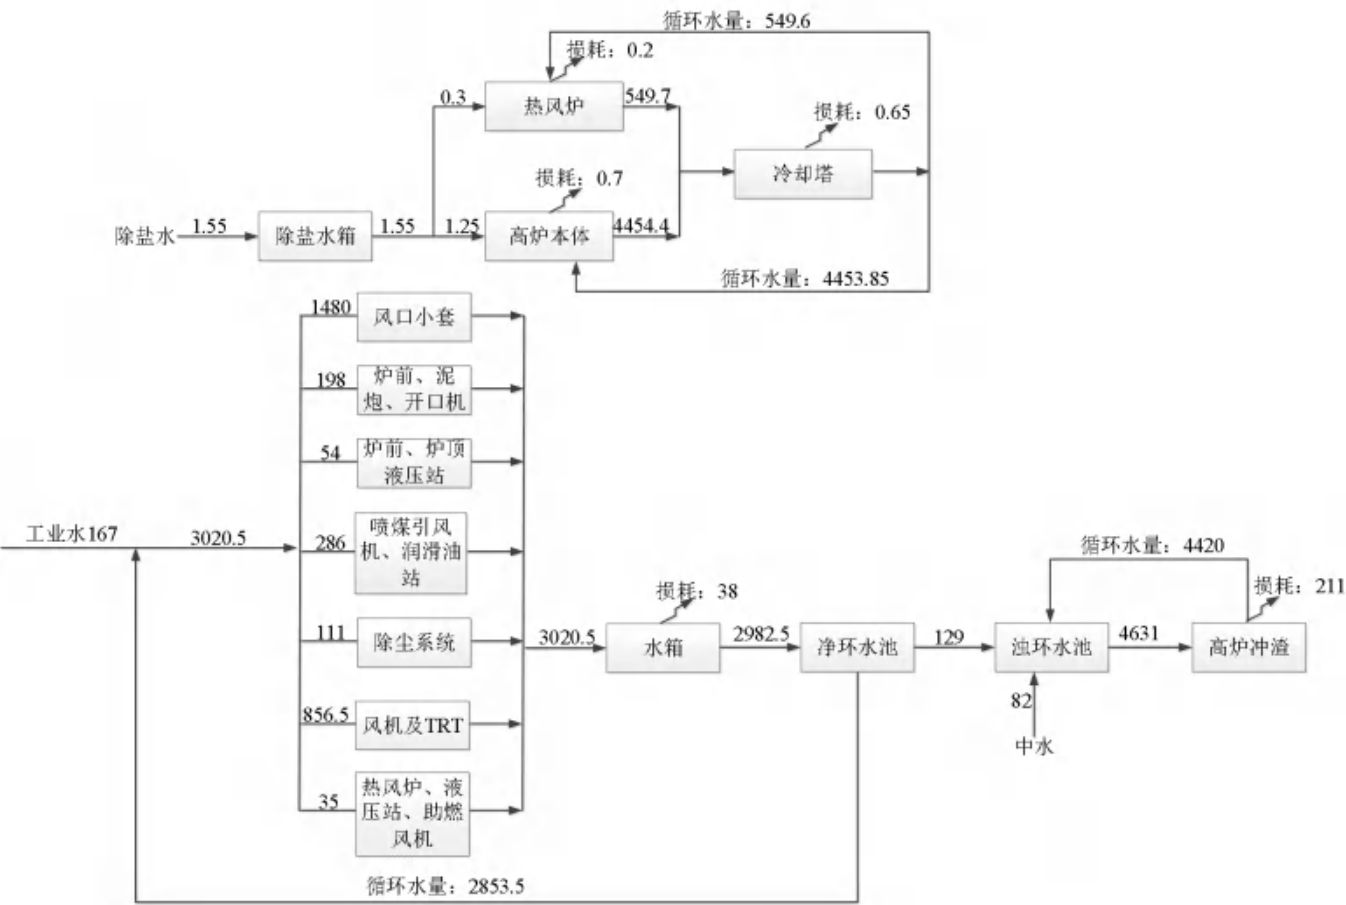 循环水量：549.6
损耗：0.2
0.3
热风炉
549.7
损耗：0.65
冷却塔
损耗：0.7
除盐水
1.55
除盐水箱
1.55
1.25
高炉本体
4454.4
循环水量：4453.85
1480
风口小套
198
炉前、泥
炮、开口机
54
炉前、炉顶
液压站
工业水167
3020.5
286
喷煤引风
机、润滑油
站
循环水量：4420
损耗：211
损耗：38
111
除尘系统
3020.5
水箱
2982.5
净环水池
129
浊环水池
4631
高炉冲渣
82
中水
856.5
风机及TRT
35
热风炉、液
压站、助燃
风机
循环水量：2853.5